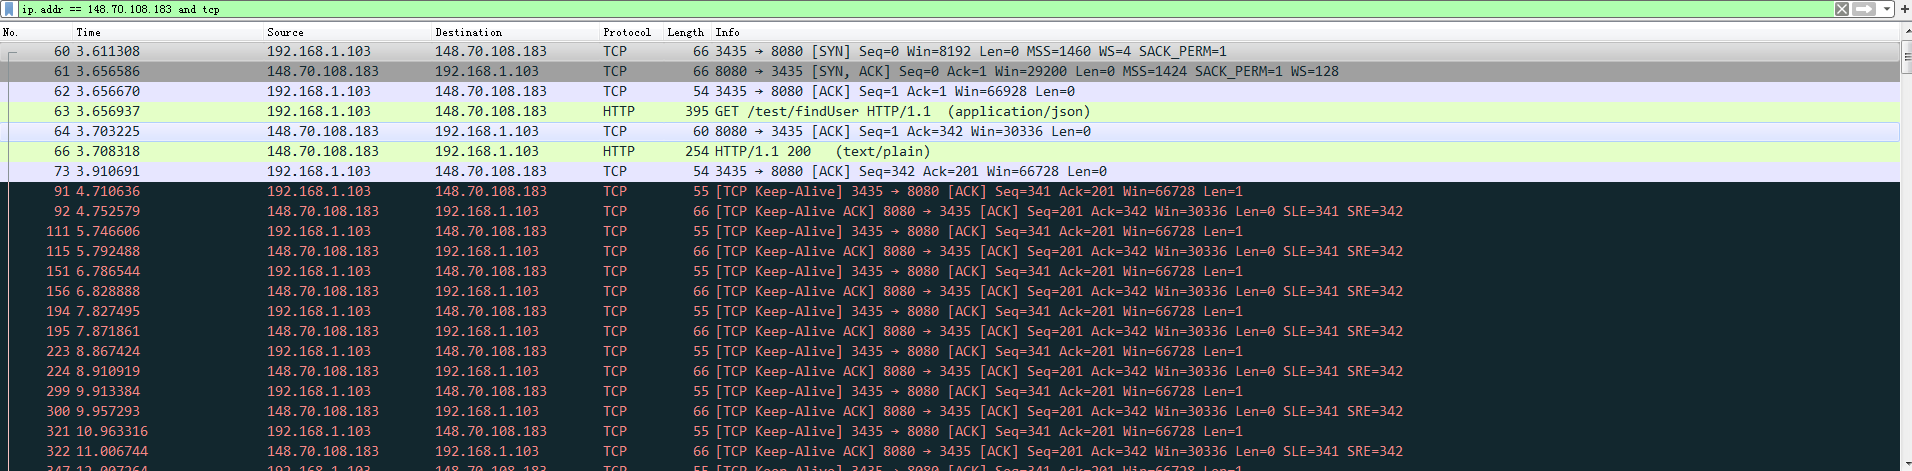 ip.addr == 148.70.108.183 and tcp
No. Time Source Destination Protocol Length Info
60 3.611308 192.168.1.103 148.70.108.183 TCP 66 3435 → 8080 [SYN] Seq=0 Win=8192 Len=0 MSS=1460 WS=4 SACK_PERM=1
61 3.656586 148.70.108.183 192.168.1.103 TCP 66 8080 → 3435 [SYN, ACK] Seq=0 Ack=1 Win=29200 Len=0 MSS=1424 SACK_PERM=1 WS=128
62 3.656670 192.168.1.103 148.70.108.183 TCP 54 3435 → 8080 [ACK] Seq=1 Ack=1 Win=66928 Len=0
63 3.656937 192.168.1.103 148.70.108.183 HTTP 395 GET /test/findUser HTTP/1.1  (application/json)
64 3.703225 148.70.108.183 192.168.1.103 TCP 60 8080 → 3435 [ACK] Seq=1 Ack=342 Win=30336 Len=0
66 3.708318 148.70.108.183 192.168.1.103 HTTP 254 HTTP/1.1 200   (text/plain)
73 3.910691 192.168.1.103 148.70.108.183 TCP 54 3435 → 8080 [ACK] Seq=342 Ack=201 Win=66728 Len=0
91 4.710636 192.168.1.103 148.70.108.183 TCP 55 [TCP Keep-Alive] 3435 → 8080 [ACK] Seq=341 Ack=201 Win=66728 Len=1
92 4.752579 148.70.108.183 192.168.1.103 TCP 66 [TCP Keep-Alive ACK] 8080 → 3435 [ACK] Seq=201 Ack=342 Win=30336 Len=0 SLE=341 SRE=342
111 5.746606 192.168.1.103 148.70.108.183 TCP 55 [TCP Keep-Alive] 3435 → 8080 [ACK] Seq=341 Ack=201 Win=66728 Len=1
115 5.792488 148.70.108.183 192.168.1.103 TCP 66 [TCP Keep-Alive ACK] 8080 → 3435 [ACK] Seq=201 Ack=342 Win=30336 Len=0 SLE=341 SRE=342
151 6.786544 192.168.1.103 148.70.108.183 TCP 55 [TCP Keep-Alive] 3435 → 8080 [ACK] Seq=341 Ack=201 Win=66728 Len=1
156 6.828888 148.70.108.183 192.168.1.103 TCP 66 [TCP Keep-Alive ACK] 8080 → 3435 [ACK] Seq=201 Ack=342 Win=30336 Len=0 SLE=341 SRE=342
194 7.827495 192.168.1.103 148.70.108.183 TCP 55 [TCP Keep-Alive] 3435 → 8080 [ACK] Seq=341 Ack=201 Win=66728 Len=1
195 7.871861 148.70.108.183 192.168.1.103 TCP 66 [TCP Keep-Alive ACK] 8080 → 3435 [ACK] Seq=201 Ack=342 Win=30336 Len=0 SLE=341 SRE=342
223 8.867424 192.168.1.103 148.70.108.183 TCP 55 [TCP Keep-Alive] 3435 → 8080 [ACK] Seq=341 Ack=201 Win=66728 Len=1
224 8.910919 148.70.108.183 192.168.1.103 TCP 66 [TCP Keep-Alive ACK] 8080 → 3435 [ACK] Seq=201 Ack=342 Win=30336 Len=0 SLE=341 SRE=342
299 9.913384 192.168.1.103 148.70.108.183 TCP 55 [TCP Keep-Alive] 3435 → 8080 [ACK] Seq=341 Ack=201 Win=66728 Len=1
300 9.957293 148.70.108.183 192.168.1.103 TCP 66 [TCP Keep-Alive ACK] 8080 → 3435 [ACK] Seq=201 Ack=342 Win=30336 Len=0 SLE=341 SRE=342
321 10.963316 192.168.1.103 148.70.108.183 TCP 55 [TCP Keep-Alive] 3435 → 8080 [ACK] Seq=341 Ack=201 Win=66728 Len=1
322 11.006744 148.70.108.183 192.168.1.103 TCP 66 [TCP Keep-Alive ACK] 8080 → 3435 [ACK] Seq=201 Ack=342 Win=30336 Len=0 SLE=341 SRE=342
347 12.007264 192.168.1.103 148.70.108.183 TCP 55 [TCP Keep-Alive] 3435 → 8080 [ACK] Seq=341 Ack=201 Win=66728 Len=1